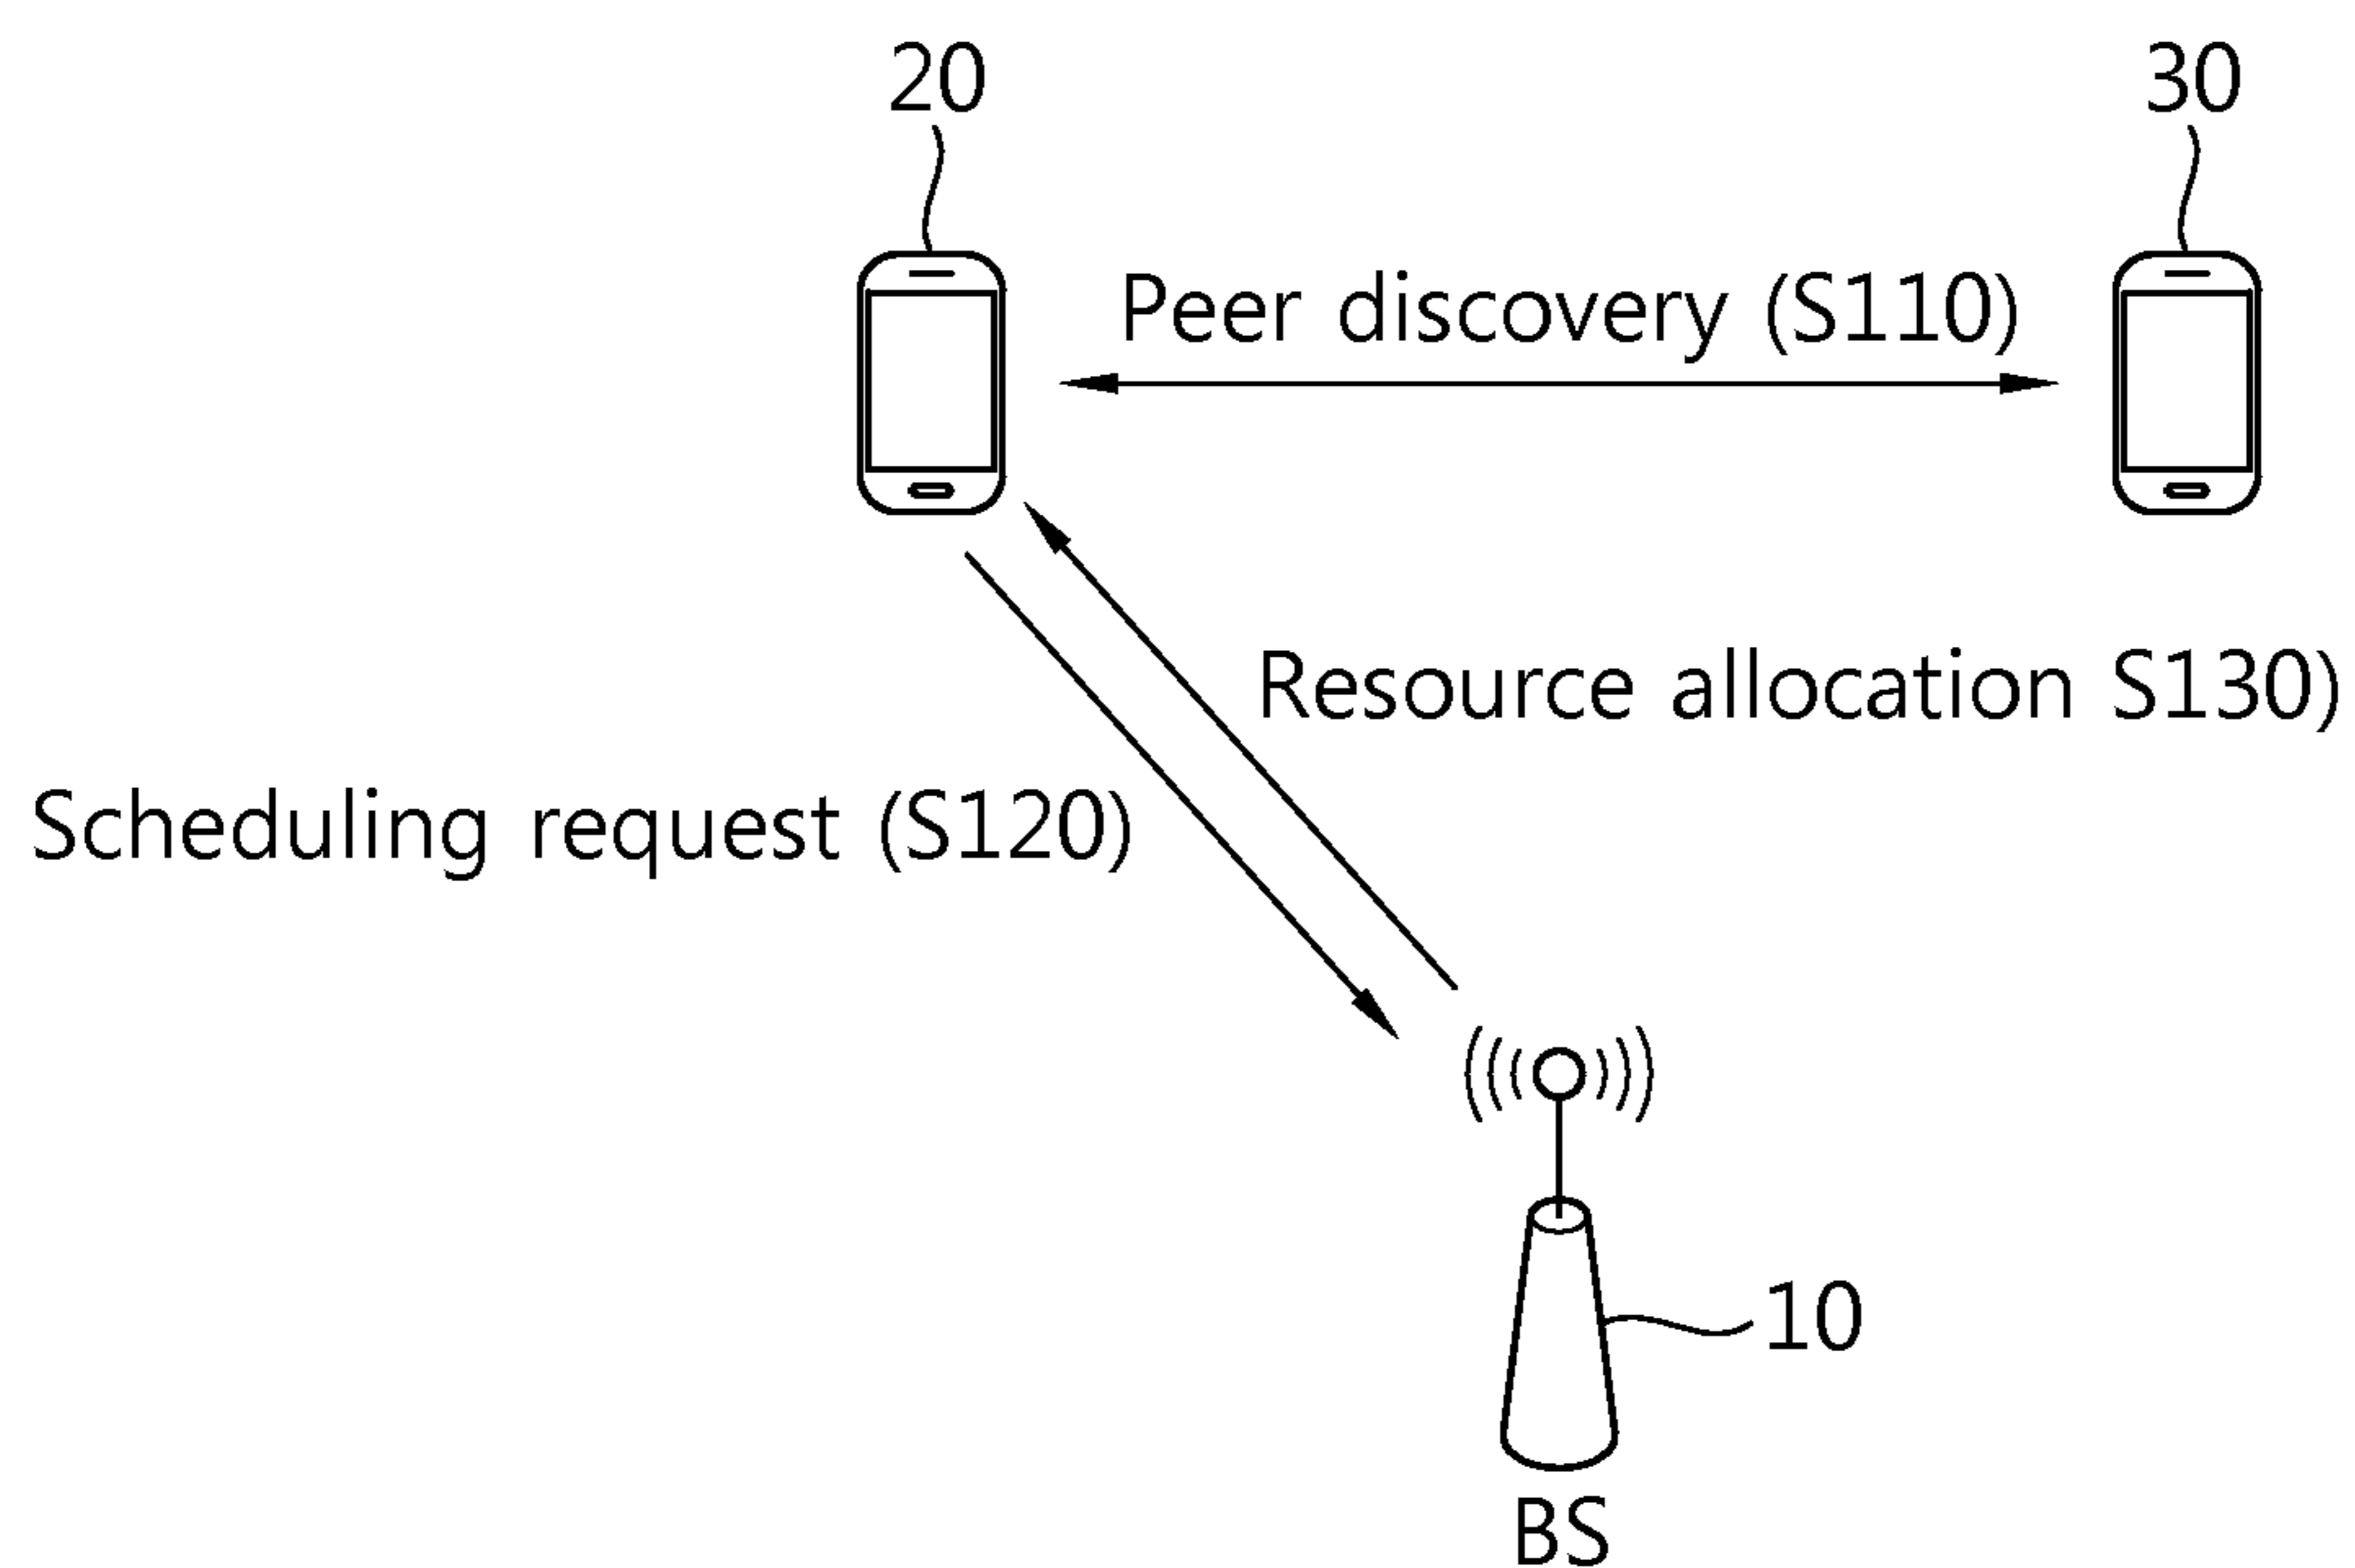 20
30
Peer discovery (S110)
Resource allocation S130)
Scheduling request (S120)
10
BS